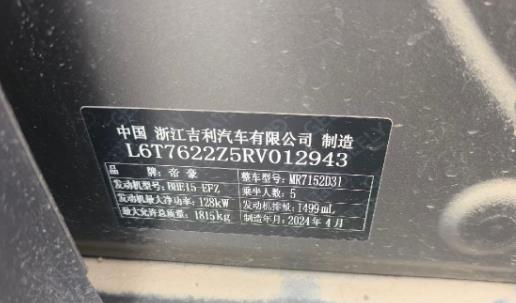 中国 浙江吉利汽车有限公司 制造
L6T7622Z5RV012943
品牌：帝豪 整车型号：MR7152D31
发动机型号：BHE15-EFZ 乘坐人数：5
发动机最大净功率：128kW 发动机排量：1499mL
最大允许总质量：1815kg 制造年月：2024年4月